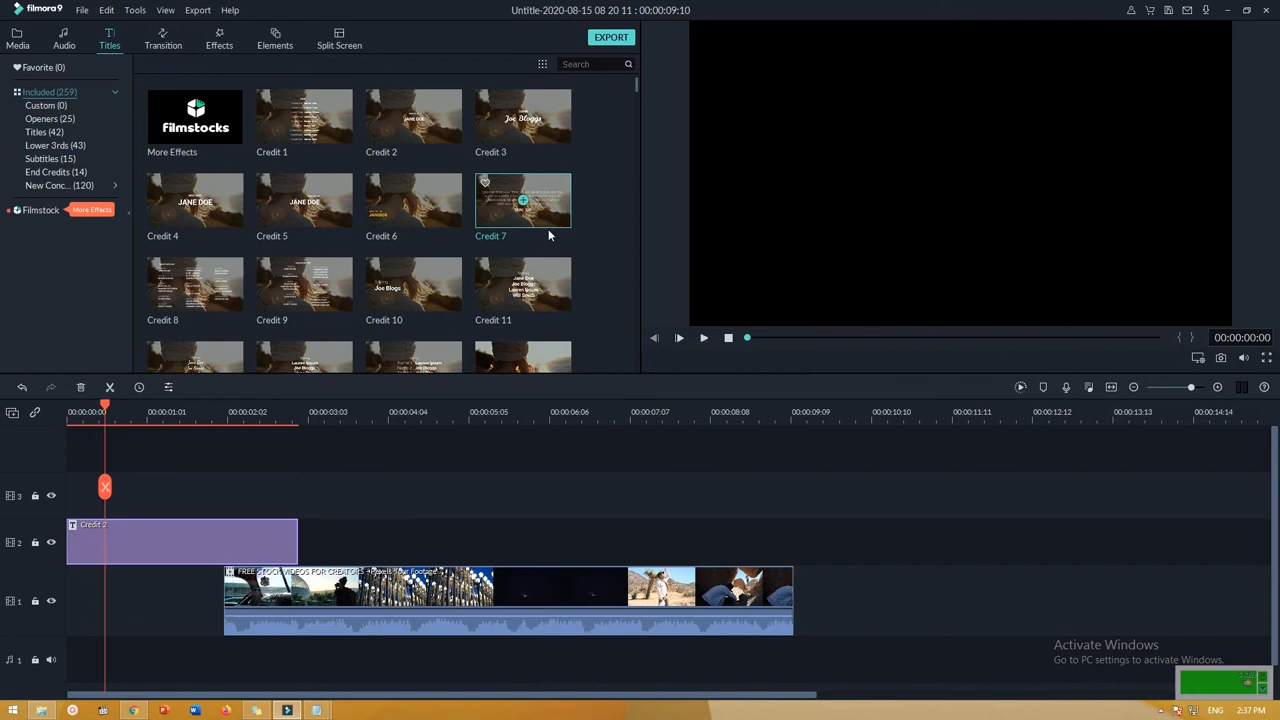 filmora9 File Edit Tools View Export Help Untitle-2020-08-15 08 20 11 : 00:00:09:10
Media Audio Titles Transition Effects Elements Split Screen EXPORT
Favorite (0)
Search
Included (259)
Custom (0)
Openers (25)
Titles (42)
Lower 3rds (43)
Subtitles (15)
End Credits (14)
New Conc... (120)
Filmstock More Effects
filmstocks
JANE DOE
Joe Bloggs
More Effects Credit 1 Credit 2 Credit 3
JANE DOE JANE DOE
Credit 4 Credit 5 Credit 6 Credit 7
Joe Blogs
Jane Doe
Joe Bloggs
Lauren Ipsum
Will Smith
Credit 8 Credit 9 Credit 10 Credit 11
Lauren Ipsum
Joe Bloggs
00:00:00:00
00:00:00:00 00:00:01:01 00:00:02:02 00:00:03:03 00:00:04:04 00:00:05:05 00:00:06:06 00:00:07:07 00:00:08:08 00:00:09:09 00:00:10:10 00:00:11:11 00:00:12:12 00:00:13:13 00:00:14:14
3
T Credit 2
2
FREE STOCK VIDEOS FOR CREATORS
1
1
Activate Windows
Go to PC settings to activate Windows.
ENG 2:37 PM